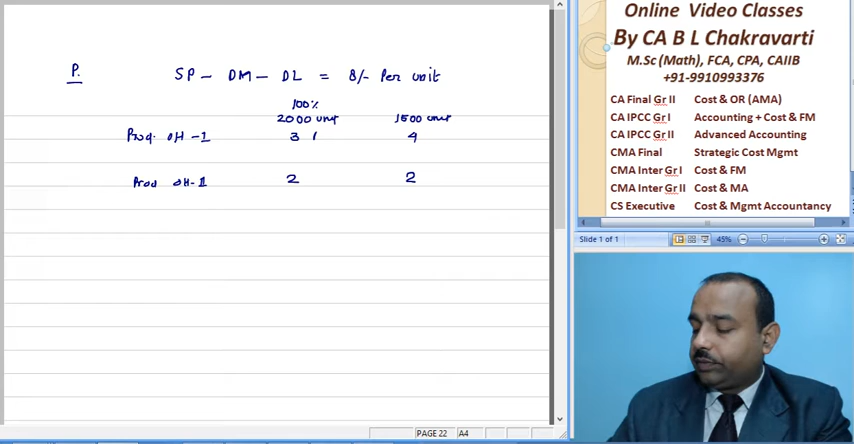 P. SP - DM - DL = 8/- Per unit
100%
2000 unit 1500 unit
Prod. OH -1 3 4
Prod OH-2 2 2
PAGE 22 A4
Online Video Classes
By CA B L Chakravarti
M.Sc (Math), FCA, CPA, CAIIB
+91-9910993376
CA Final Gr II Cost & OR (AMA)
CA IPCC Gr I Accounting + Cost & FM
CA IPCC Gr II Advanced Accounting
CMA Final Strategic Cost Mgmt
CMA Inter Gr I Cost & FM
CMA Inter Gr II Cost & MA
CS Executive Cost & Mgmt Accountancy
Slide 1 of 1 45%